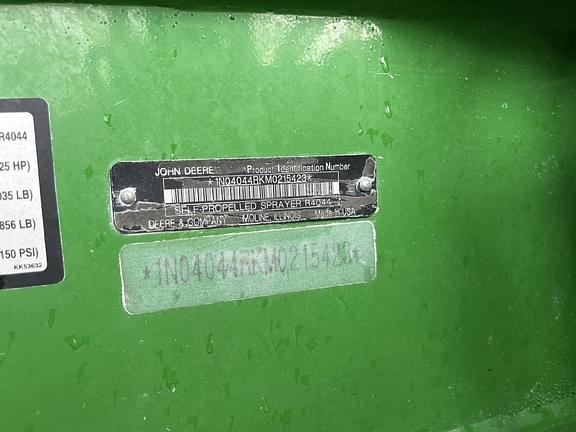 R4044
25 HP)
035 LB)
856 LB)
150 PSI)
KK53632
JOHN DEERE Product Identification Number
*1N04044RKM0215423*
SELF-PROPELLED SPRAYER R4044
DEERE & COMPANY MOLINE, ILLINOIS Made In USA
*1N04044RKM0215423*